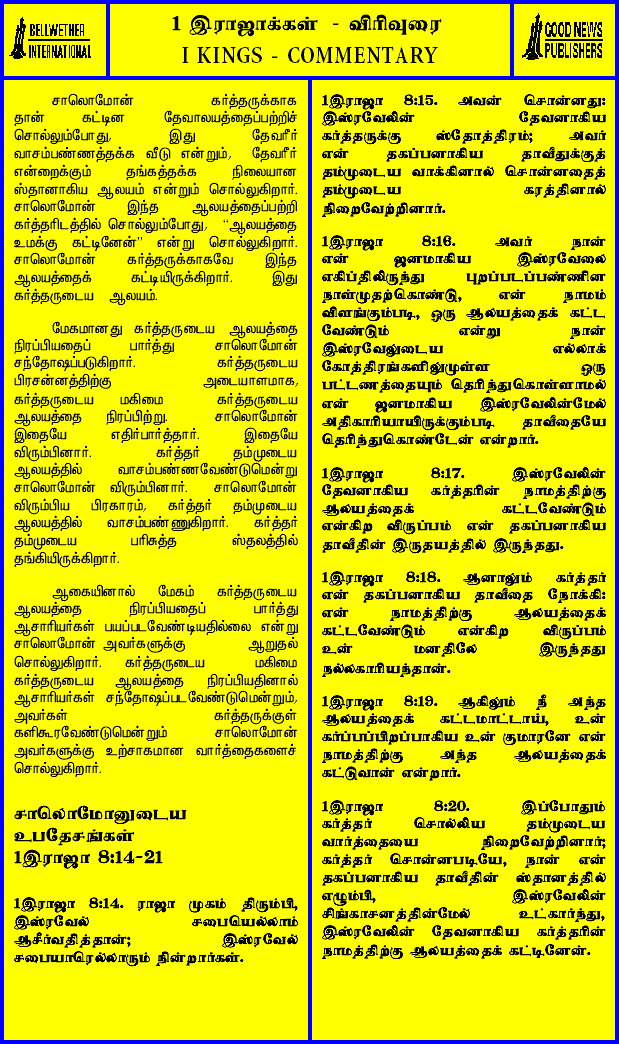 BELLWETHER
INTERNATIONAL
1 இராஜாக்கள் - விரிவுரை
I KINGS - COMMENTARY
GOOD NEWS
PUBLISHERS
சாலொமோன் கர்த்தருக்காக
தான் கட்டின தேவாலயத்தைப்பற்றிச்
சொல்லும்போது, இது தேவரீர்
வாசம்பண்ணத்தக்க வீடு என்றும், தேவரீர்
என்றைக்கும் தங்கத்தக்க நிலையான
ஸ்தானாகிய ஆலயம் என்றும் சொல்லுகிறார்.
சாலொமோன் இந்த ஆலயத்தைப்பற்றி
கர்த்தரிடத்தில் சொல்லும்போது, “ஆலயத்தை
உமக்கு கட்டினேன்” என்று சொல்லுகிறார்.
சாலொமோன் கர்த்தருக்காகவே இந்த
ஆலயத்தைக் கட்டியிருக்கிறார். இது
கர்த்தருடைய ஆலயம்.
மேகமானது கர்த்தருடைய ஆலயத்தை
நிரப்பியதைப் பார்த்து சாலொமோன்
சந்தோஷப்படுகிறார். கர்த்தருடைய
பிரசன்னத்திற்கு அடையாளமாக,
கர்த்தருடைய மகிமை கர்த்தருடைய
ஆலயத்தை நிரப்பிற்று. சாலொமோன்
இதையே எதிர்பார்த்தார். இதையே
விரும்பினார். கர்த்தர் தம்முடைய
ஆலயத்தில் வாசம்பண்ணவேண்டுமென்று
சாலொமோன் விரும்பினார். சாலொமோன்
விரும்பிய பிரகாரம், கர்த்தர் தம்முடைய
ஆலயத்தில் வாசம்பண்ணுகிறார். கர்த்தர்
தம்முடைய பரிசுத்த ஸ்தலத்தில்
தங்கியிருக்கிறார்.
ஆகையினால் மேகம் கர்த்தருடைய
ஆலயத்தை நிரப்பியதைப் பார்த்து
ஆசாரியர்கள் பயப்படவேண்டியதில்லை என்று
சாலொமோன் அவர்களுக்கு ஆறுதல்
சொல்லுகிறார். கர்த்தருடைய மகிமை
கர்த்தருடைய ஆலயத்தை நிரப்பியதினால்
ஆசாரியர்கள் சந்தோஷப்படவேண்டுமென்றும்,
அவர்கள் கர்த்தருக்குள்
களிகூரவேண்டுமென்றும் சாலொமோன்
அவர்களுக்கு உற்சாகமான வார்த்தைகளைச்
சொல்லுகிறார்.
சாலொமோனுடைய
உபதேசங்கள்
1இராஜா 8:14-21
1இராஜா 8:14. ராஜா முகம் திரும்பி,
இஸ்ரவேல் சபையெல்லாம்
ஆசீர்வதித்தான்; இஸ்ரவேல்
சபையாரெல்லாரும் நின்றார்கள்.
1இராஜா 8:15. அவன் சொன்னது:
இஸ்ரவேலின் தேவனாகிய
கர்த்தருக்கு ஸ்தோத்திரம்; அவர்
என் தகப்பனாகிய தாவீதுக்குத்
தம்முடைய வாக்கினால் சொன்னதைத்
தம்முடைய கரத்தினால்
நிறைவேற்றினார்.
1இராஜா 8:16. அவர் நான்
என் ஜனமாகிய இஸ்ரவேலை
எகிப்திலிருந்து புறப்படப்பண்ணின
நாள்முதற்கொண்டு, என் நாமம்
விளங்கும்படி, ஒரு ஆலயத்தைக் கட்ட
வேண்டும் என்று நான்
இஸ்ரவேலுடைய எல்லாக்
கோத்திரங்களிலுமுள்ள ஒரு
பட்டணத்தையும் தெரிந்துகொள்ளாமல்
என் ஜனமாகிய இஸ்ரவேலின்மேல்
அதிகாரியாயிருக்கும்படி தாவீதையே
தெரிந்துகொண்டேன் என்றார்.
1இராஜா 8:17. இஸ்ரவேலின்
தேவனாகிய கர்த்தரின் நாமத்திற்கு
ஆலயத்தைக் கட்டவேண்டும்
என்கிற விருப்பம் என் தகப்பனாகிய
தாவீதின் இருதயத்தில் இருந்தது.
1இராஜா 8:18. ஆனாலும் கர்த்தர்
என் தகப்பனாகிய தாவீதை நோக்கி:
என் நாமத்திற்கு ஆலயத்தைக்
கட்டவேண்டும் என்கிற விருப்பம்
உன் மனதிலே இருந்தது
நல்லகாரியந்தான்.
1இராஜா 8:19. ஆகிலும் நீ அந்த
ஆலயத்தைக் கட்டமாட்டாய், உன்
கர்ப்பப்பிறப்பாகிய உன் குமாரனே என்
நாமத்திற்கு அந்த ஆலயத்தைக்
கட்டுவான் என்றார்.
1இராஜா 8:20. இப்போதும்
கர்த்தர் சொல்லிய தம்முடைய
வார்த்தையை நிறைவேற்றினார்;
கர்த்தர் சொன்னபடியே, நான் என்
தகப்பனாகிய தாவீதின் ஸ்தானத்தில்
எழும்பி, இஸ்ரவேலின்
சிங்காசனத்தின்மேல் உட்கார்ந்து,
இஸ்ரவேலின் தேவனாகிய கர்த்தரின்
நாமத்திற்கு ஆலயத்தைக் கட்டினேன்.